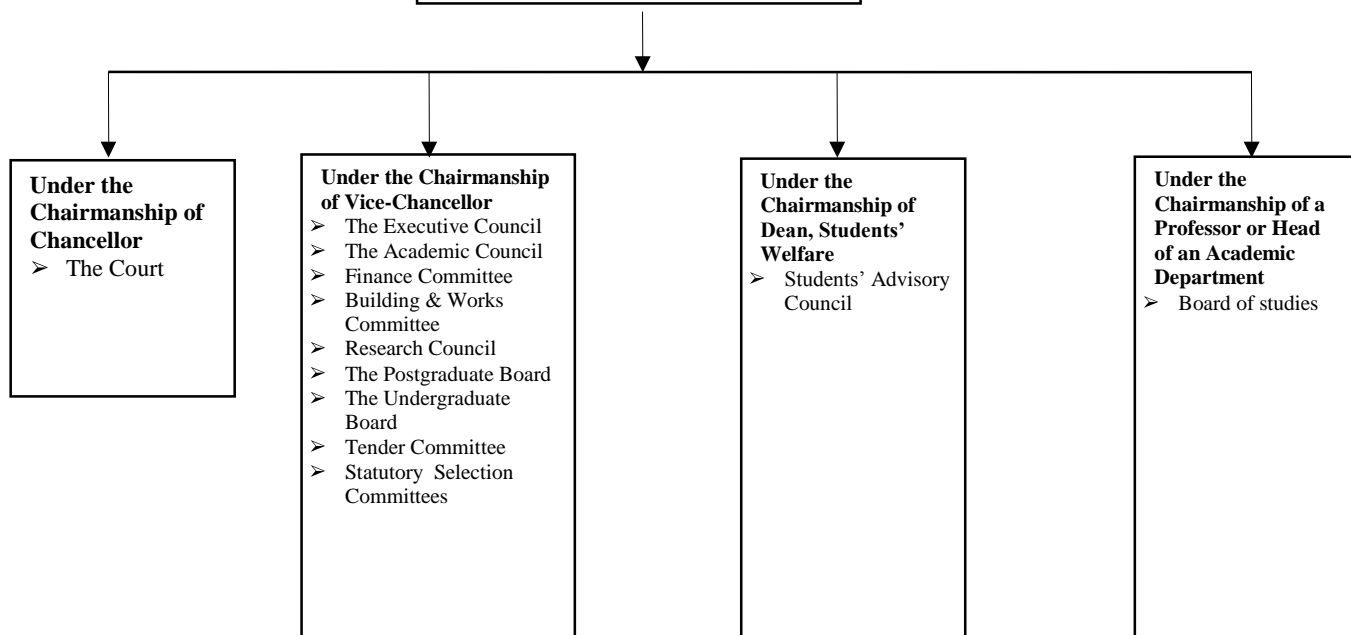 Under the
Chairmanship of
Chancellor
➢ The Court
Under the Chairmanship
of Vice-Chancellor
➢ The Executive Council
➢ The Academic Council
➢ Finance Committee
➢ Building & Works
Committee
➢ Research Council
➢ The Postgraduate Board
➢ The Undergraduate
Board
➢ Tender Committee
➢ Statutory Selection
Committees
Under the
Chairmanship of
Dean, Students’
Welfare
➢ Students’ Advisory
Council
Under the
Chairmanship of a
Professor or Head
of an Academic
Department
➢ Board of studies